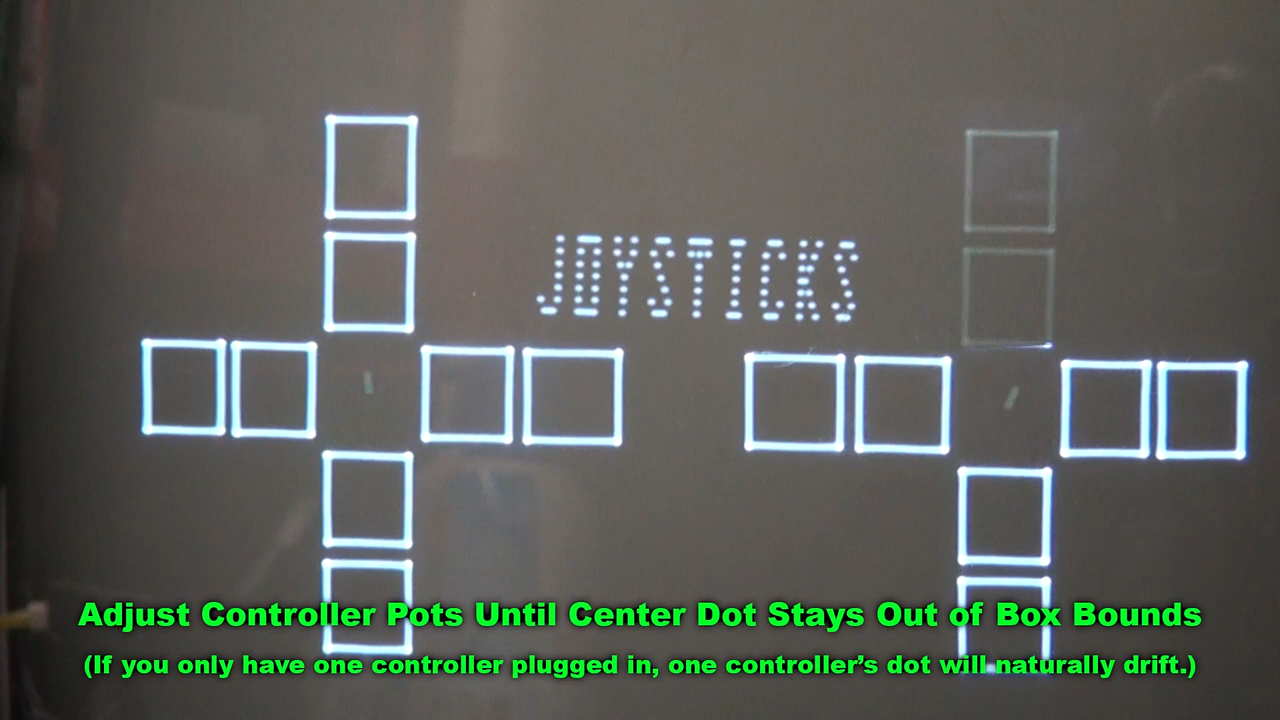 JOYSTICKS
Adjust Controller Pots Until Center Dot Stays Out of Box Bounds
(If you only have one controller plugged in, one controller's dot will naturally drift.)